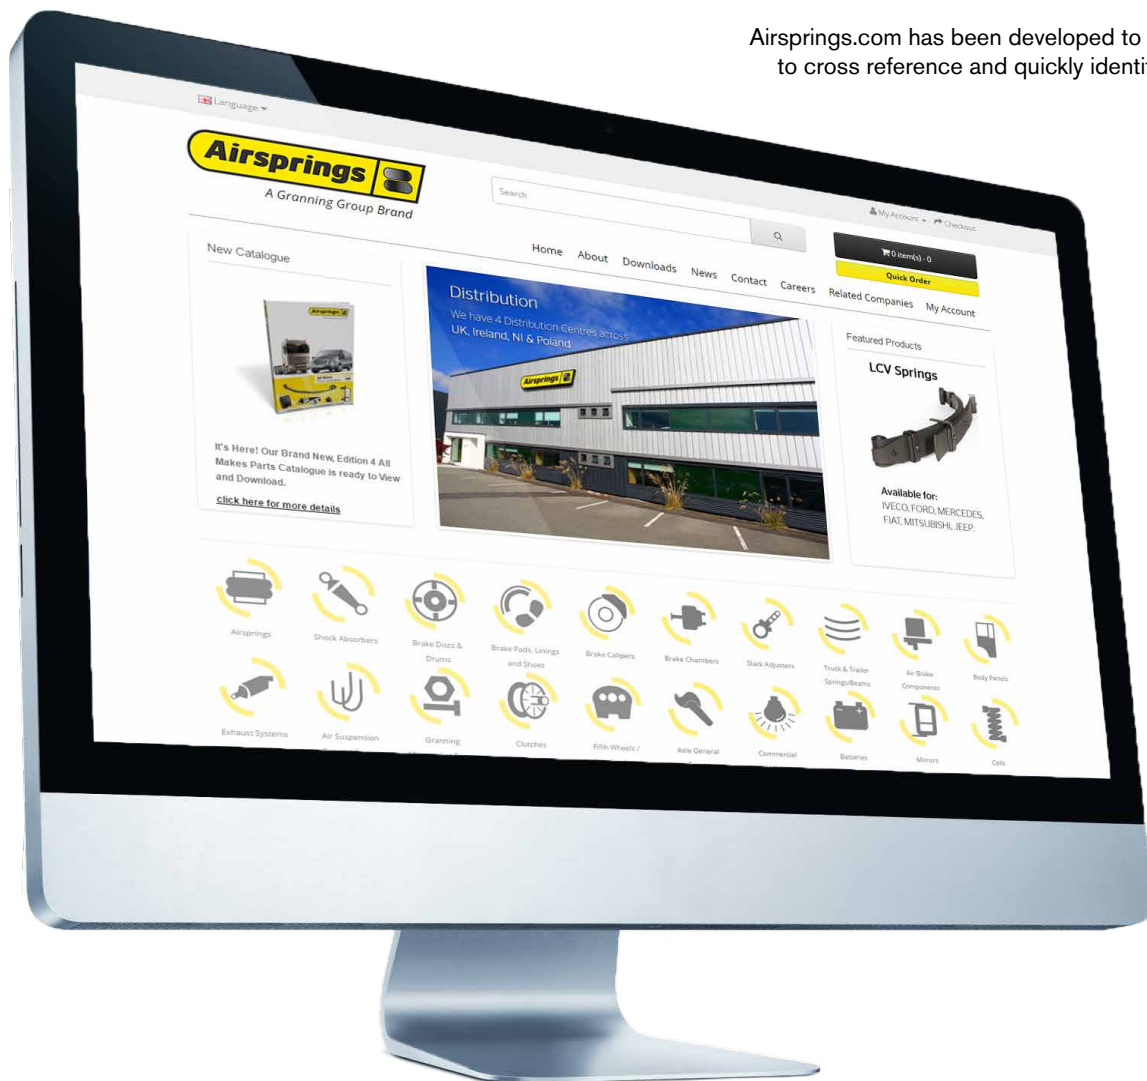 Airsprings.com has been developed to
to cross reference and quickly identi
Language
Airsprings
A Granning Group Brand
Search
My Account
Checkout
0 item(s) - 0
Quick Order
Home About Downloads News Contact Careers Related Companies My Account
New Catalogue
Airsprings
It's Here! Our Brand New, Edition 4 All
Makes Parts Catalogue is ready to View
and Download.
click here for more details
Distribution
We have 4 Distribution Centres across
UK, Ireland, NI & Poland
Airsprings
Featured Products
LCV Springs
Available for:
IVECO, FORD, MERCEDES,
FIAT, MITSUBISHI, JEEP.
Airsprings
Shock Absorbers
Brake Discs &
Drums
Brake Pads, Linings
and Shoes
Brake Calipers
Brake Chambers
Slack Adjusters
Truck & Trailer
Springs/Beams
Air Brake
Components
Body Panels
Exhaust Systems
Air Suspension
Granning
Clutches
Fifth Wheels /
Axle General
Commercial
Batteries
Mirrors
Coils